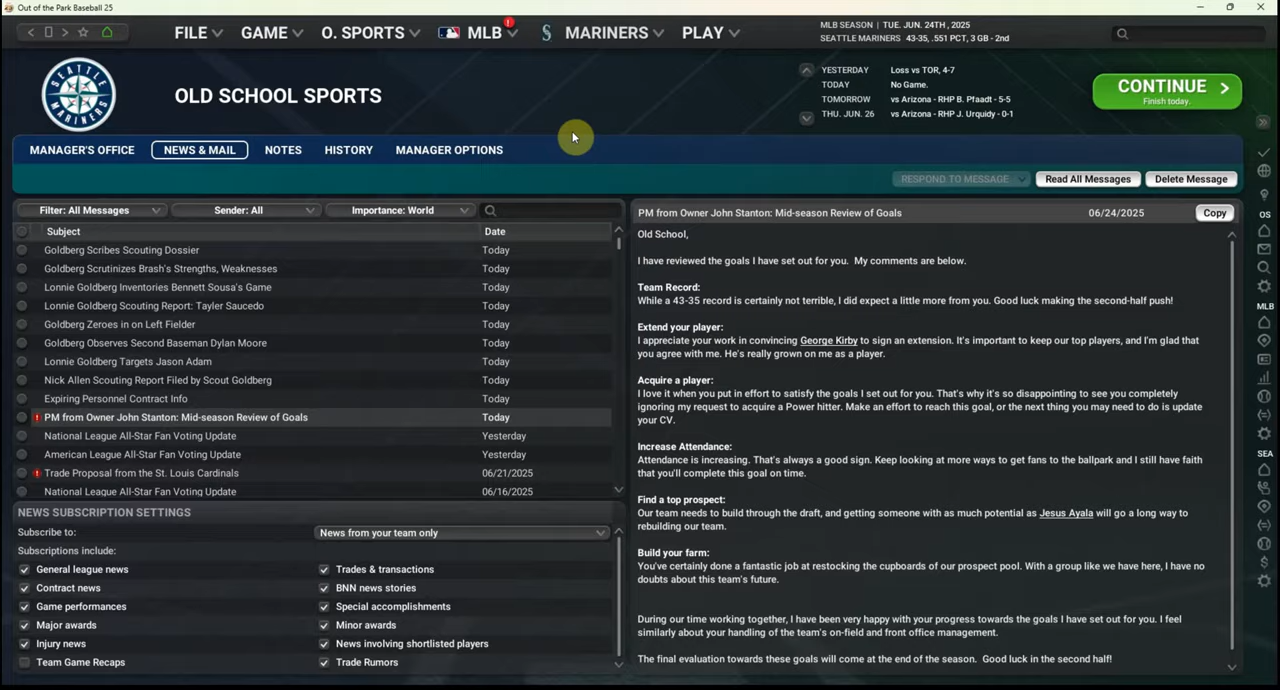 Out of the Park Baseball 25
FILE GAME O. SPORTS MLB MARINERS PLAY
MLB SEASON | TUE. JUN. 24TH , 2025
SEATTLE MARINERS 43-35, .551 PCT, 3 GB - 2nd
SEATTLE
MARINERS
OLD SCHOOL SPORTS
YESTERDAY Loss vs TOR, 4-7
TODAY No Game.
TOMORROW vs Arizona - RHP B. Pfaadt - 5-5
THU. JUN. 26 vs Arizona - RHP J. Urquidy - 0-1
CONTINUE
Finish today.
MANAGER'S OFFICE NEWS & MAIL NOTES HISTORY MANAGER OPTIONS
RESPOND TO MESSAGE Read All Messages Delete Message
Filter: All Messages Sender: All Importance: World
Subject Date
Goldberg Scribes Scouting Dossier Today
Goldberg Scrutinizes Brash's Strengths, Weaknesses Today
Lonnie Goldberg Inventories Bennett Sousa's Game Today
Lonnie Goldberg Scouting Report: Tayler Saucedo Today
Goldberg Zeroes in on Left Fielder Today
Goldberg Observes Second Baseman Dylan Moore Today
Lonnie Goldberg Targets Jason Adam Today
Nick Allen Scouting Report Filed by Scout Goldberg Today
Expiring Personnel Contract Info Today
PM from Owner John Stanton: Mid-season Review of Goals Today
National League All-Star Fan Voting Update Yesterday
American League All-Star Fan Voting Update Yesterday
Trade Proposal from the St. Louis Cardinals 06/21/2025
National League All-Star Fan Voting Update 06/16/2025
NEWS SUBSCRIPTION SETTINGS
Subscribe to: News from your team only
Subscriptions include:
General league news Trades & transactions
Contract news BNN news stories
Game performances Special accomplishments
Major awards Minor awards
Injury news News involving shortlisted players
Team Game Recaps Trade Rumors
PM from Owner John Stanton: Mid-season Review of Goals 06/24/2025 Copy
Old School,
I have reviewed the goals I have set out for you. My comments are below.
Team Record:
While a 43-35 record is certainly not terrible, I did expect a little more from you. Good luck making the second-half push!
Extend your player:
I appreciate your work in convincing George Kirby to sign an extension. It's important to keep our top players, and I'm glad that
you agree with me. He's really grown on me as a player.
Acquire a player:
I love it when you put in effort to satisfy the goals I set out for you. That's why it's so disappointing to see you completely
ignoring my request to acquire a Power hitter. Make an effort to reach this goal, or the next thing you may need to do is update
your CV.
Increase Attendance:
Attendance is increasing. That's always a good sign. Keep looking at more ways to get fans to the ballpark and I still have faith
that you'll complete this goal on time.
Find a top prospect:
Our team needs to build through the draft, and getting someone with as much potential as Jesus Ayala will go a long way to
rebuilding our team.
Build your farm:
You've certainly done a fantastic job at restocking the cupboards of our prospect pool. With a group like we have here, I have no
doubts about this team's future.
During our time working together, I have been very happy with your progress towards the goals I have set out for you. I feel
similarly about your handling of the team's on-field and front office management.
The final evaluation towards these goals will come at the end of the season. Good luck in the second half!
OS
MLB
SEA